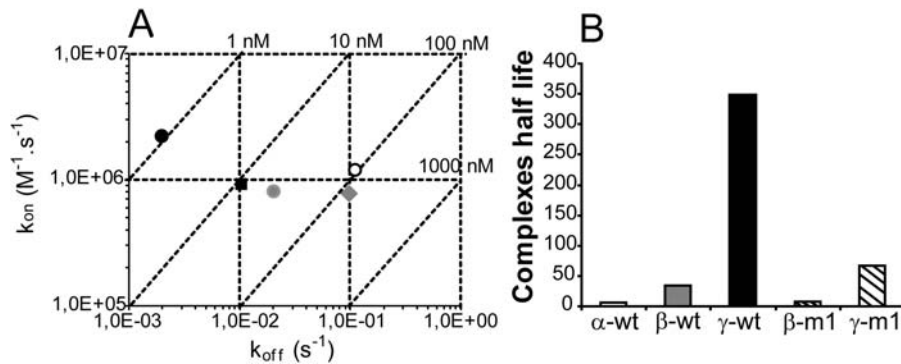 A
1 nM 10 nM 100 nM
1,0E+07
1,0E+06
1000 nM
1,0E+05
kon (M⁻¹.s⁻¹)
1,0E-03 1,0E-02 1,0E-01 1,0E+00
koff (s⁻¹)
B
Complexes half life
400
350
300
250
200
150
100
50
0
α-wt β-wt γ-wt β-m1 γ-m1